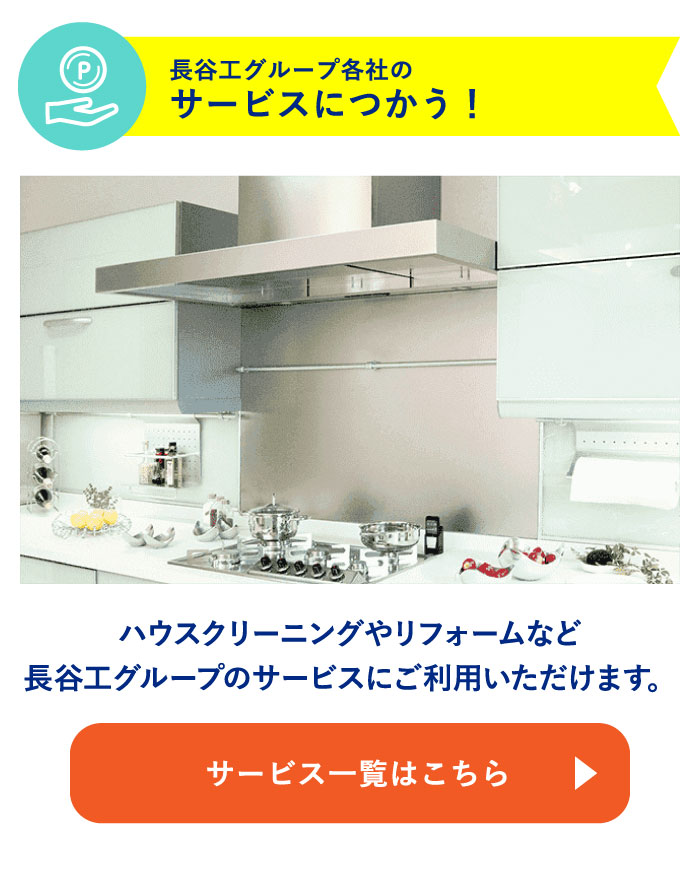 P
長谷工グループ各社の
サービスにつかう！
ハウスクリーニングやリフォームなど
長谷工グループのサービスにご利用いただけます。
サービス一覧はこちら